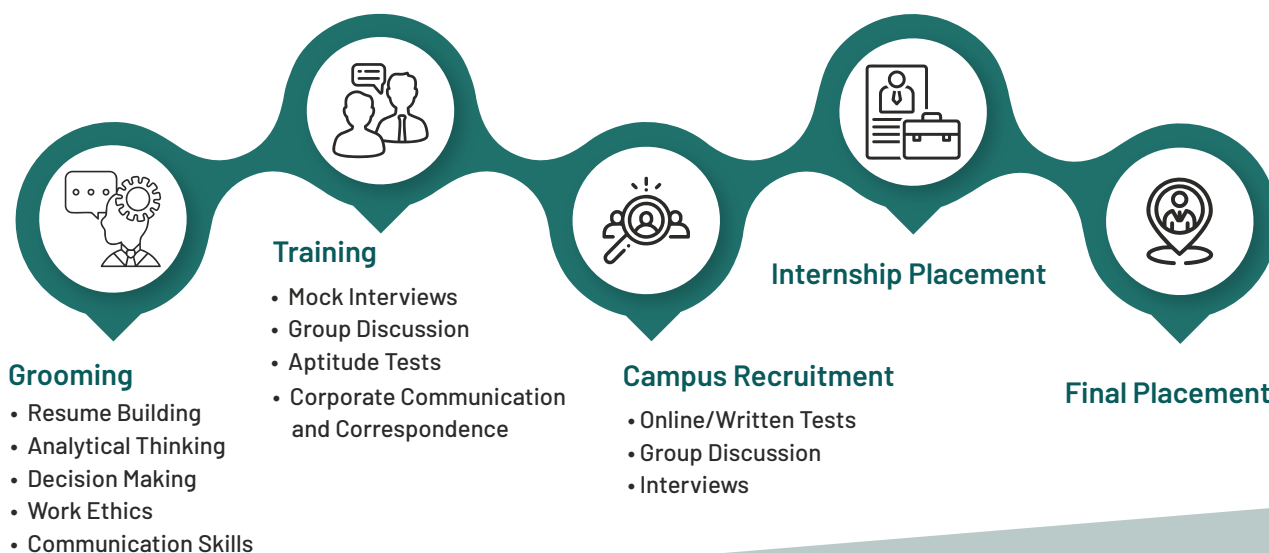 Grooming
• Resume Building
• Analytical Thinking
• Decision Making
• Work Ethics
• Communication Skills
Training
• Mock Interviews
• Group Discussion
• Aptitude Tests
• Corporate Communication
and Correspondence
Campus Recruitment
• Online/Written Tests
• Group Discussion
• Interviews
Internship Placement
Final Placement